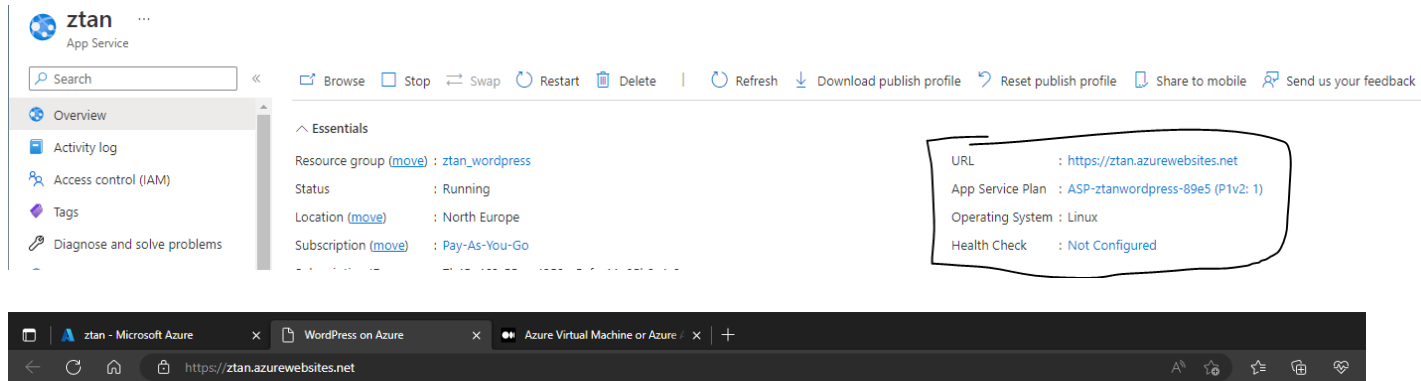 ztan ...
App Service
Search «
Browse Stop Swap Restart Delete | Refresh Download publish profile Reset publish profile Share to mobile Send us your feedback
Overview
Activity log
Access control (IAM)
Tags
Diagnose and solve problems
Essentials
Resource group (move) : ztan_wordpress
Status : Running
Location (move) : North Europe
Subscription (move) : Pay-As-You-Go
URL : https://ztan.azurewebsites.net
App Service Plan : ASP-ztanwordpress-89e5 (P1v2: 1)
Operating System : Linux
Health Check : Not Configured
ztan - Microsoft Azure
WordPress on Azure
Azure Virtual Machine or Azure
https://ztan.azurewebsites.net